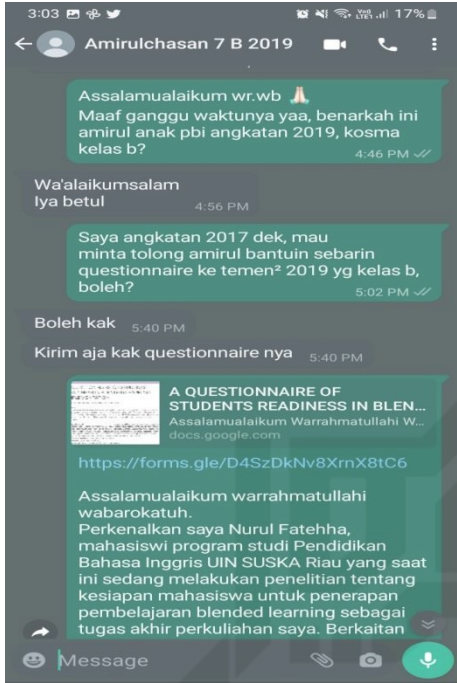 3:03
17%
Amirulchasan 7 B 2019
Assalamualaikum wr.wb 🙏🏻
Maaf ganggu waktunya yaa, benarkah ini
amirul anak pbi angkatan 2019, kosma
kelas b?
4:46 PM
Wa'alaikumsalam
Iya betul
4:56 PM
Saya angkatan 2017 dek, mau
minta tolong amirul bantuin sebarin
questionnaire ke temen² 2019 yg kelas b,
boleh?
5:02 PM
Boleh kak
5:40 PM
Kirim aja kak questionnaire nya
5:40 PM
A QUESTIONNAIRE OF
STUDENTS READINESS IN BLEN...
Assalamualaikum Warrahmatullahi W...
docs.google.com
https://forms.gle/D4SzDkNv8XrnX8tC6
Assalamualaikum warrahmatullahi
wabarokatuh.
Perkenalkan saya Nurul Fatehha,
mahasiswi program studi Pendidikan
Bahasa Inggris UIN SUSKA Riau yang saat
ini sedang melakukan penelitian tentang
kesiapan mahasiswa untuk penerapan
pembelajaran blended learning sebagai
tugas akhir perkuliahan saya. Berkaitan
Message